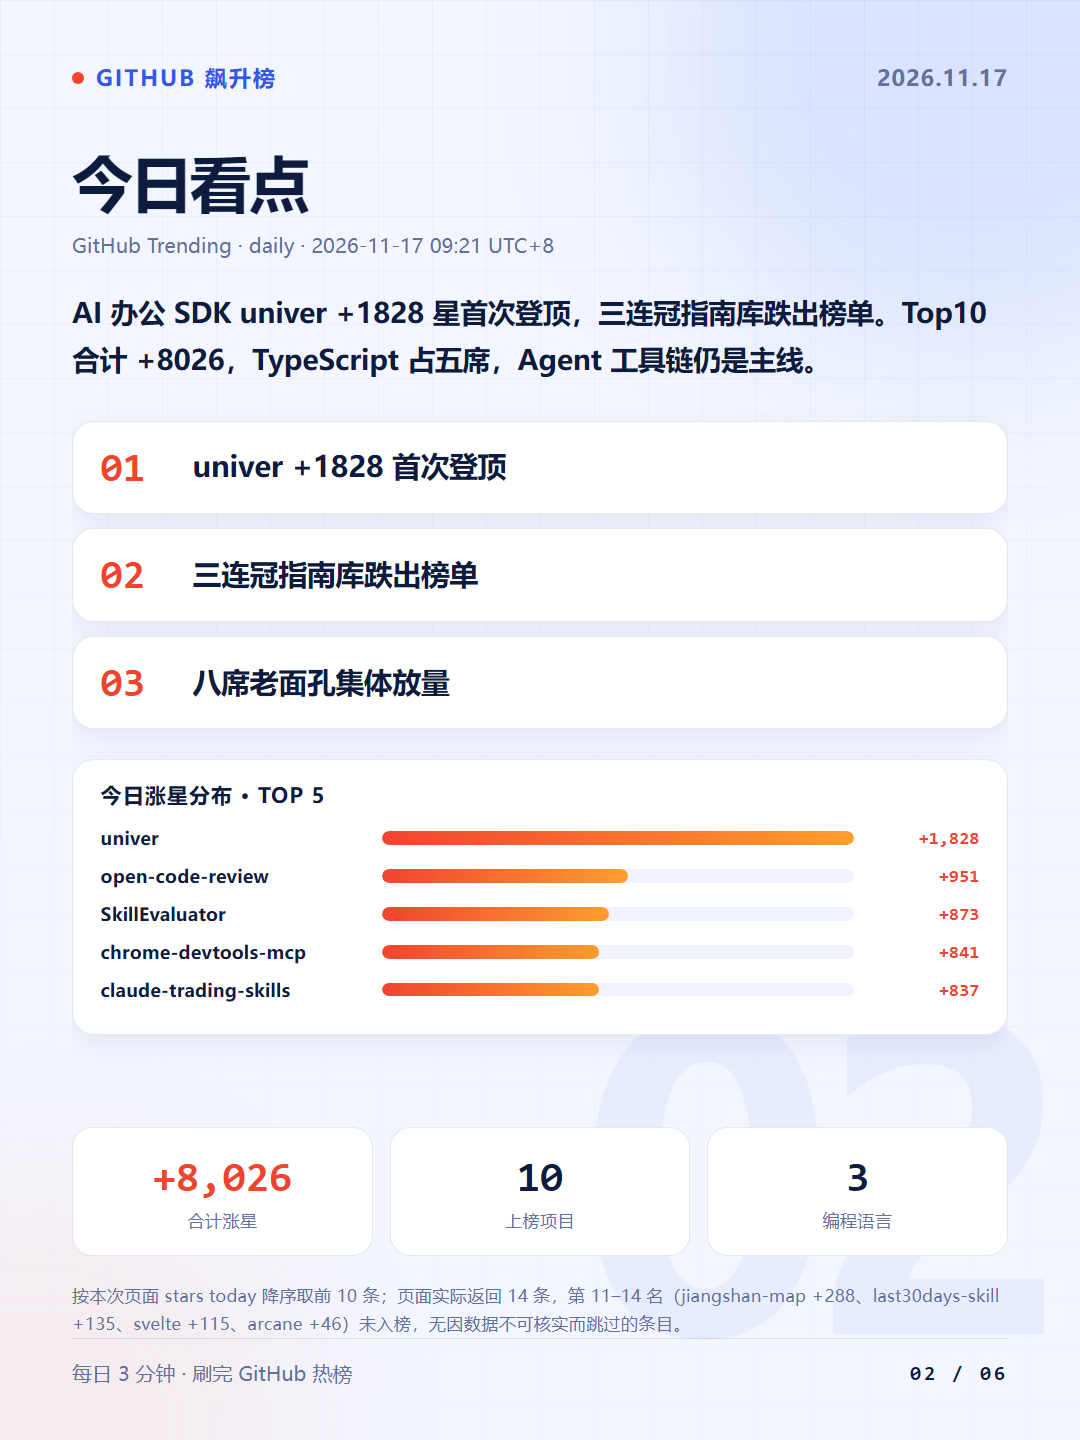 GITHUB 飙升榜
2026.11.17
今日看点
GitHub Trending · daily · 2026-11-17 09:21 UTC+8
AI 办公 SDK univer +1828 星首次登顶，三连冠指南库跌出榜单。Top10
合计 +8026，TypeScript 占五席，Agent 工具链仍是主线。
01 univer +1828 首次登顶
02 三连冠指南库跌出榜单
03 八席老面孔集体放量
今日涨星分布 • TOP 5
univer +1,828
open-code-review +951
SkillEvaluator +873
chrome-devtools-mcp +841
claude-trading-skills +837
02
+8,026
合计涨星
10
上榜项目
3
编程语言
按本次页面 stars today 降序取前 10 条；页面实际返回 14 条，第 11–14 名（jiangshan-map +288、last30days-skill
+135、svelte +115、arcane +46）未入榜，无因数据不可核实而跳过的条目。
每日 3 分钟 · 刷完 GitHub 热榜
02 / 06